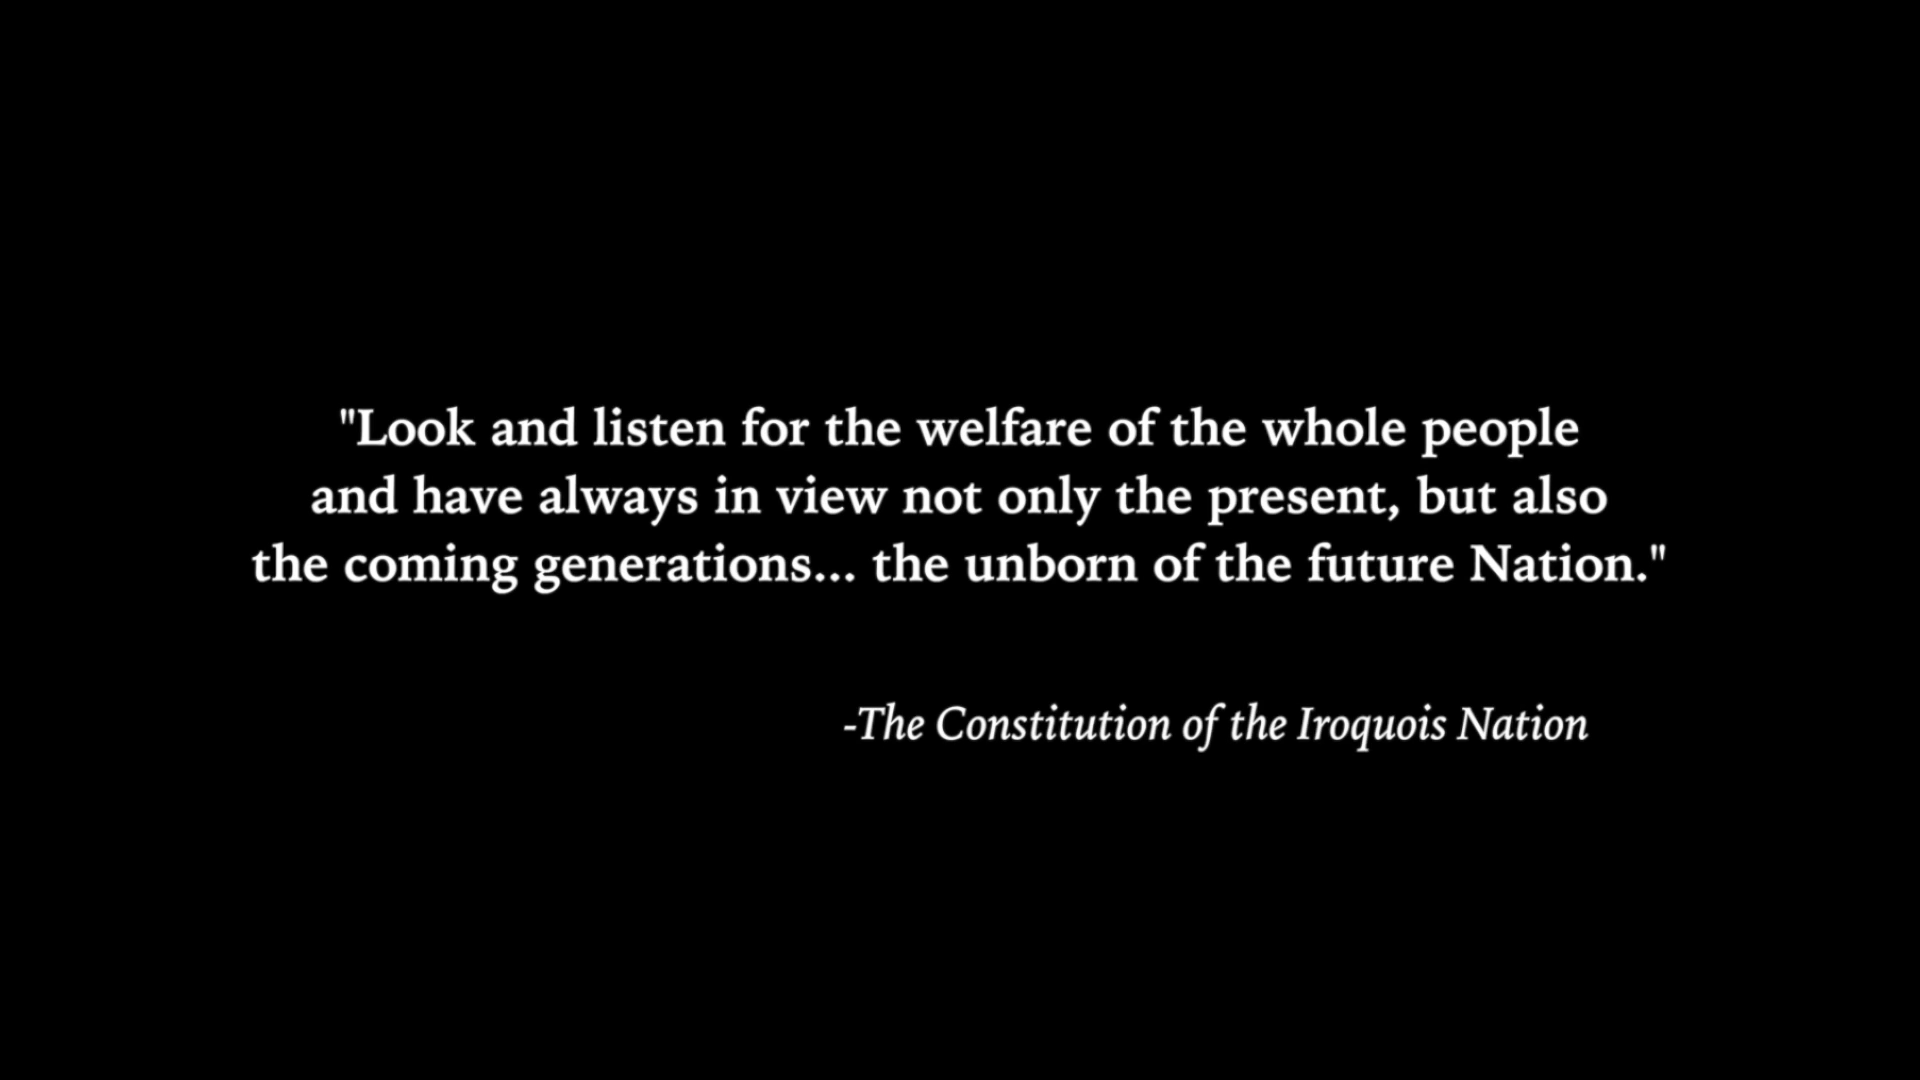 "Look and listen for the welfare of the whole people
and have always in view not only the present, but also
the coming generations... the unborn of the future Nation."
-The Constitution of the Iroquois Nation